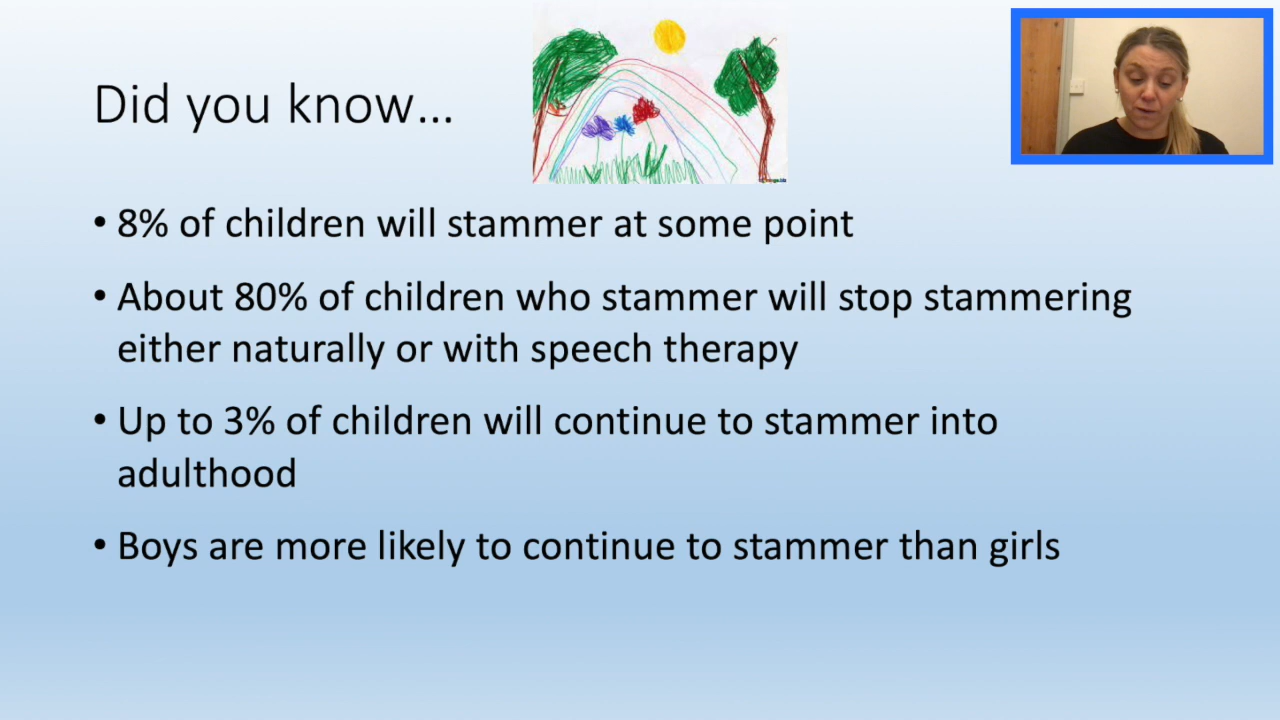 Did you know...
• 8% of children will stammer at some point
• About 80% of children who stammer will stop stammering
either naturally or with speech therapy
• Up to 3% of children will continue to stammer into
adulthood
• Boys are more likely to continue to stammer than girls